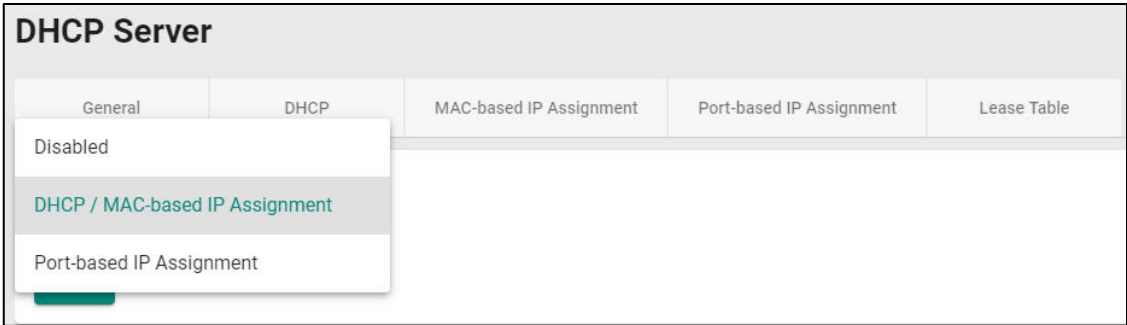 DHCP Server
General DHCP MAC-based IP Assignment Port-based IP Assignment Lease Table
Disabled
DHCP / MAC-based IP Assignment
Port-based IP Assignment